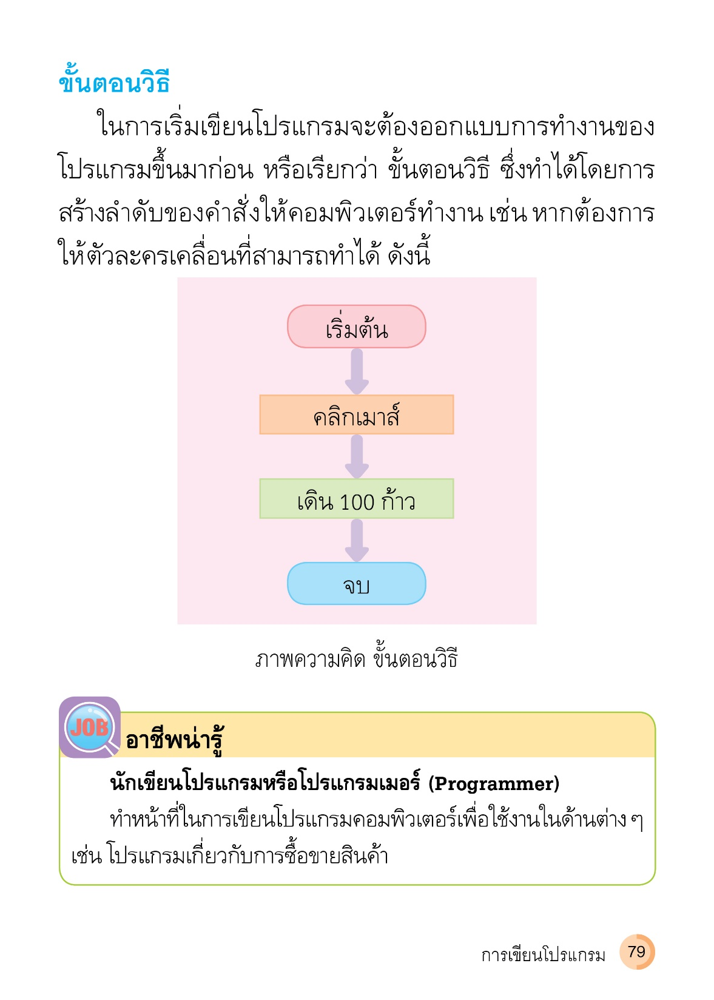 ขั้นตอนวิธี
ในการเริ่มเขียนโปรแกรมจะต้องออกแบบการทำงานของ
โปรแกรมขึ้นมาก่อน หรือเรียกว่า ขั้นตอนวิธี ซึ่งทำได้โดยการ
สร้างลำดับของคำสั่งให้คอมพิวเตอร์ทำงาน เช่น หากต้องการ
ให้ตัวละครเคลื่อนที่สามารถทำได้ ดังนี้
เริ่มต้น
คลิกเมาส์
เดิน 100 ก้าว
จบ
ภาพความคิด ขั้นตอนวิธี
JOB
อาชีพน่ารู้
นักเขียนโปรแกรมหรือโปรแกรมเมอร์ (Programmer)
ทำหน้าที่ในการเขียนโปรแกรมคอมพิวเตอร์เพื่อใช้งานในด้านต่าง ๆ
เช่น โปรแกรมเกี่ยวกับการซื้อขายสินค้า
การเขียนโปรแกรม 79